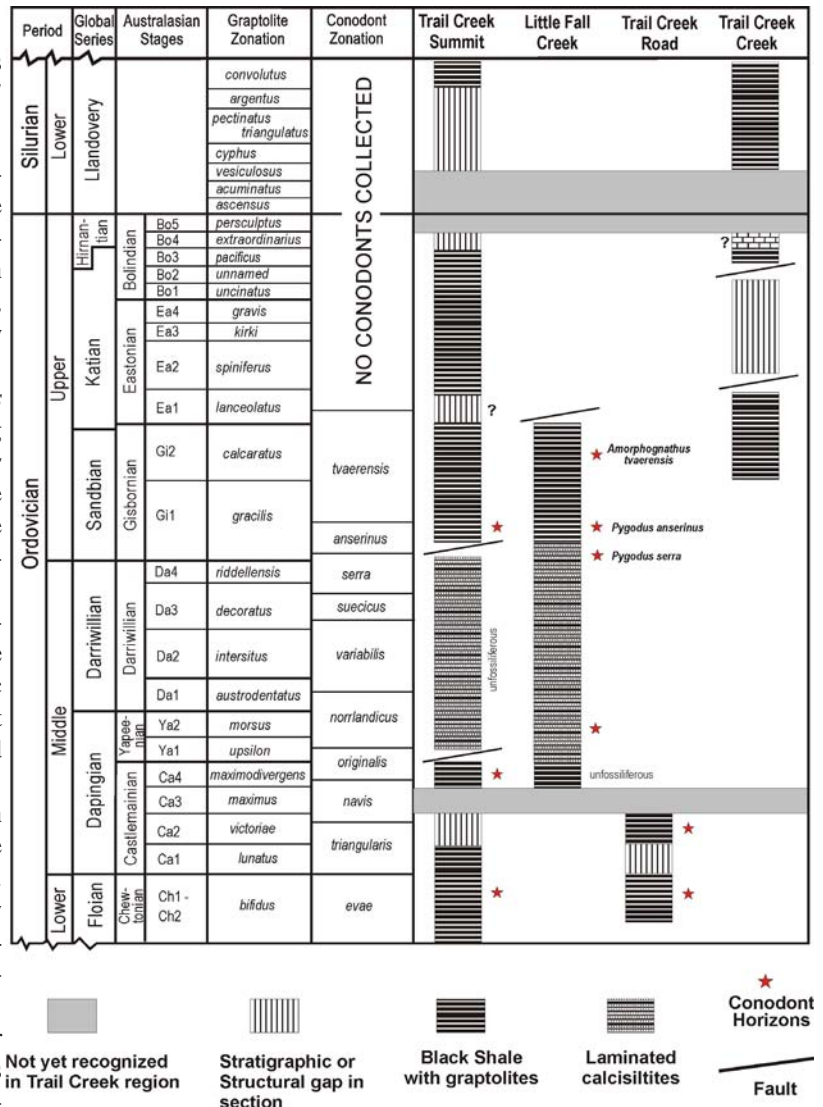 Period
Global
Series
Australasian
Stages
Graptolite
Zonation
Conodont
Zonation
Trail Creek
Summit
Little Fall
Creek
Trail Creek
Road
Trail Creek
Creek
Silurian
Lower
Llandovery
convolutus
argentus
pectinatus
triangulatus
cyphus
vesiculosus
acuminatus
ascensus
NO CONODONTS COLLECTED
Ordovician
Upper
Hirnan-
tian
Bolindian
Bo5 persculptus
Bo4 extraordinarius
?
Bo3 pacificus
Bo2 unnamed
Bo1 uncinatus
Katian
Eastonian
Ea4 gravis
Ea3 kirki
Ea2 spiniferus
Ea1 lanceolatus
?
Sandbian
Gisbornian
Gi2 calcaratus
tvaerensis
Amorphognathus
tvaerensis
Gi1 gracilis
anserinus
Pygodus anserinus
Pygodus serra
Middle
Darriwillian
Darriwillian
Da4 riddellensis
serra
Da3 decoratus
suecicus
Da2 intersitus
variabilis
unfossiliferous
Da1 austrodentatus
norrlandicus
Dapingian
Yapee-
nian
Ya2 morsus
Ya1 upsilon
originalis
Castlemainian
Ca4 maximodivergens
unfossiliferous
Ca3 maximus
navis
Ca2 victoriae
triangularis
Ca1 lunatus
Lower
Floian
Chew-
tonian
Ch1 -
Ch2
bifidus
evae
Not yet recognized
in Trail Creek region
Stratigraphic or
Structural gap in
section
Black Shale
with graptolites
Laminated
calcisiltites
Conodont
Horizons
Fault